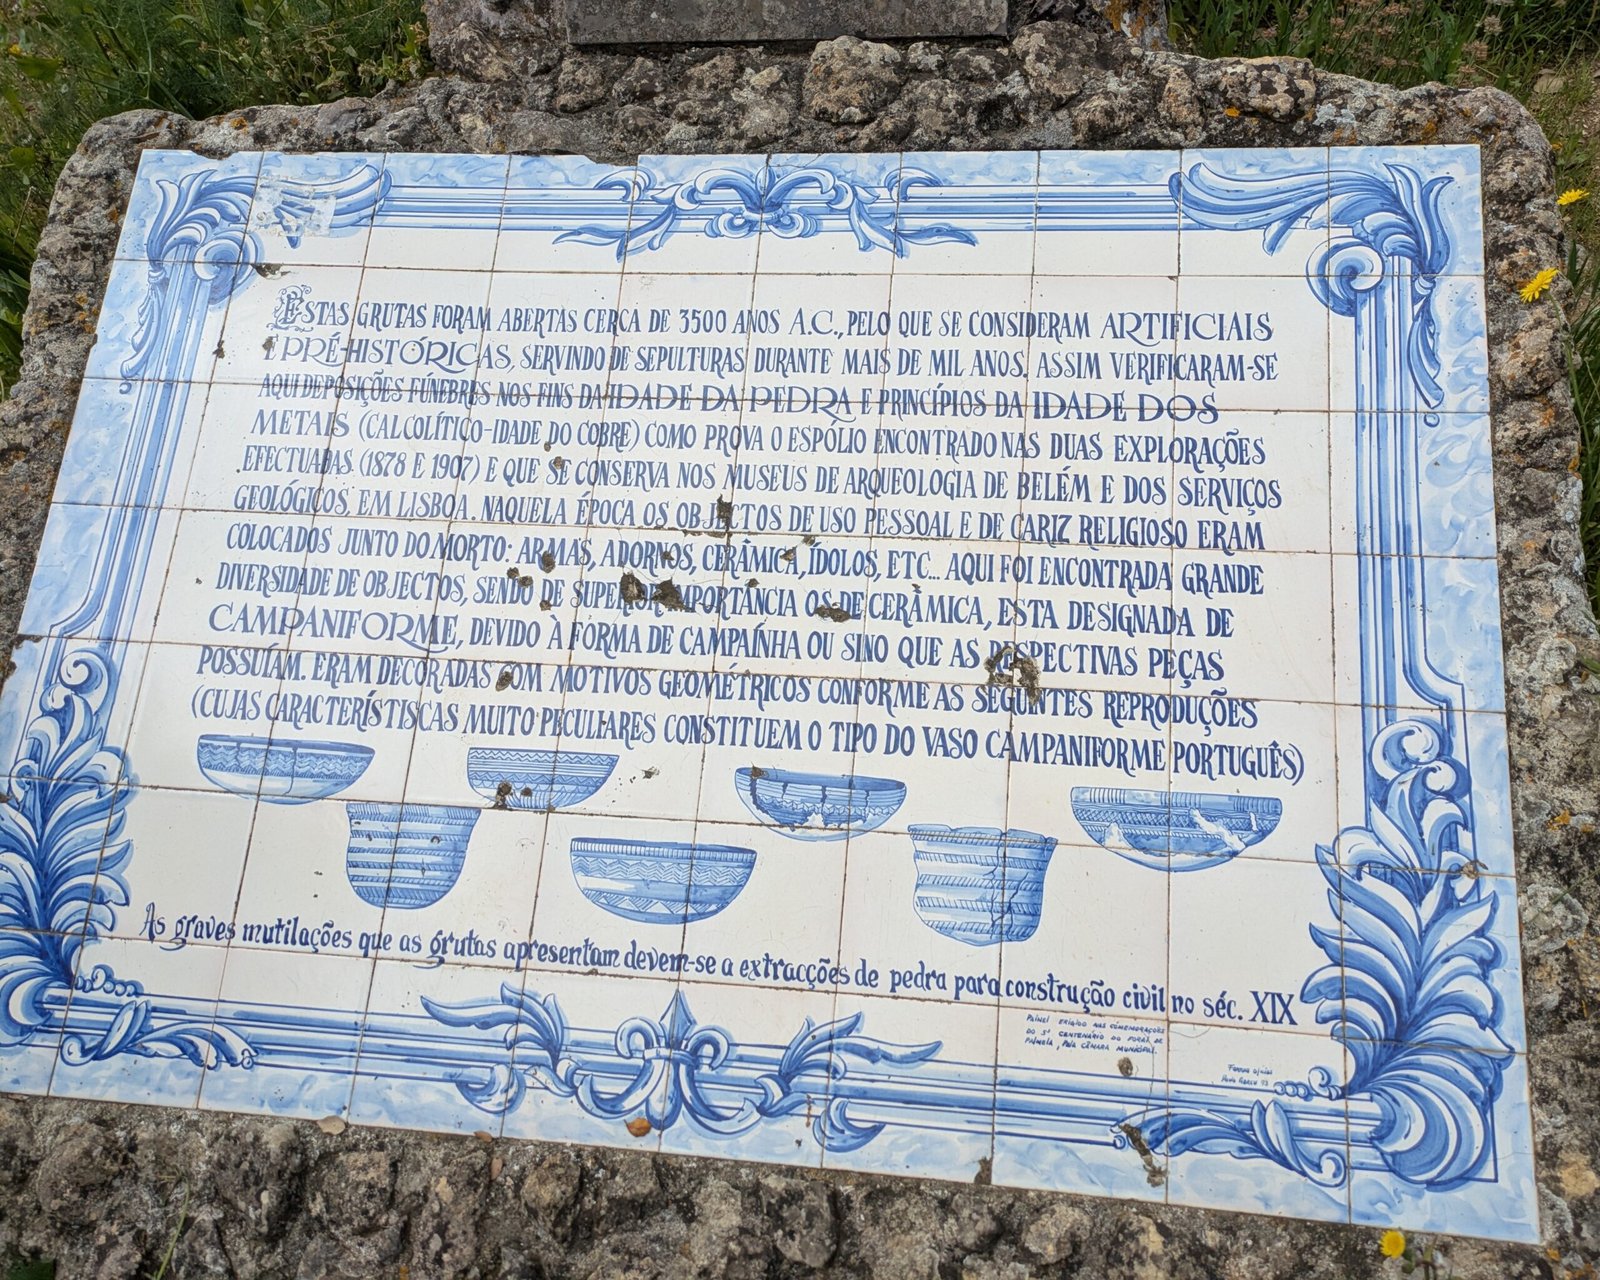 ESTAS GRUTAS FORAM ABERTAS CERCA DE 3500 ANOS A.C., PELO QUE SE CONSIDERAM ARTIFICIAIS
E PRÉ-HISTÓRICAS, SERVINDO DE SEPULTURAS DURANTE MAIS DE MIL ANOS. ASSIM VERIFICARAM-SE
AQUI DEPOSIÇÕES FÚNEBRES NOS FINS DA IDADE DA PEDRA E PRINCÍPIOS DA IDADE DOS
METAIS (CALCOLÍTICO-IDADE DO COBRE) COMO PROVA O ESPÓLIO ENCONTRADO NAS DUAS EXPLORAÇÕES
EFECTUADAS (1878 E 1907) E QUE SE CONSERVA NOS MUSEUS DE ARQUEOLOGIA DE BELÉM E DOS SERVIÇOS
GEOLÓGICOS, EM LISBOA. NAQUELA ÉPOCA OS OBJECTOS DE USO PESSOAL E DE CARIZ RELIGIOSO ERAM
COLOCADOS JUNTO DO MORTO: ARMAS, ADORNOS, CERÂMICA, ÍDOLOS, ETC... AQUI FOI ENCONTRADA GRANDE
DIVERSIDADE DE OBJECTOS, SENDO DE SUPERIOR IMPORTÂNCIA OS DE CERÂMICA, ESTA DESIGNADA DE
CAMPANIFORME, DEVIDO À FORMA DE CAMPAÍNHA OU SINO QUE AS RESPECTIVAS PEÇAS
POSSUÍAM. ERAM DECORADAS COM MOTIVOS GEOMÉTRICOS CONFORME AS SEGUINTES REPRODUÇÕES
(CUJAS CARACTERÍSTISCAS MUITO PECULIARES CONSTITUEM O TIPO DO VASO CAMPANIFORME PORTUGUÊS)
As graves mutilações que as grutas apresentam devem-se a extracções de pedra para construção civil no séc. XIX
PAINEL ERIGIDO NAS COMEMORAÇÕES
DO 5º CENTENÁRIO DO FORAL DE
PALMELA, PELA CÂMARA MUNICIPAL.